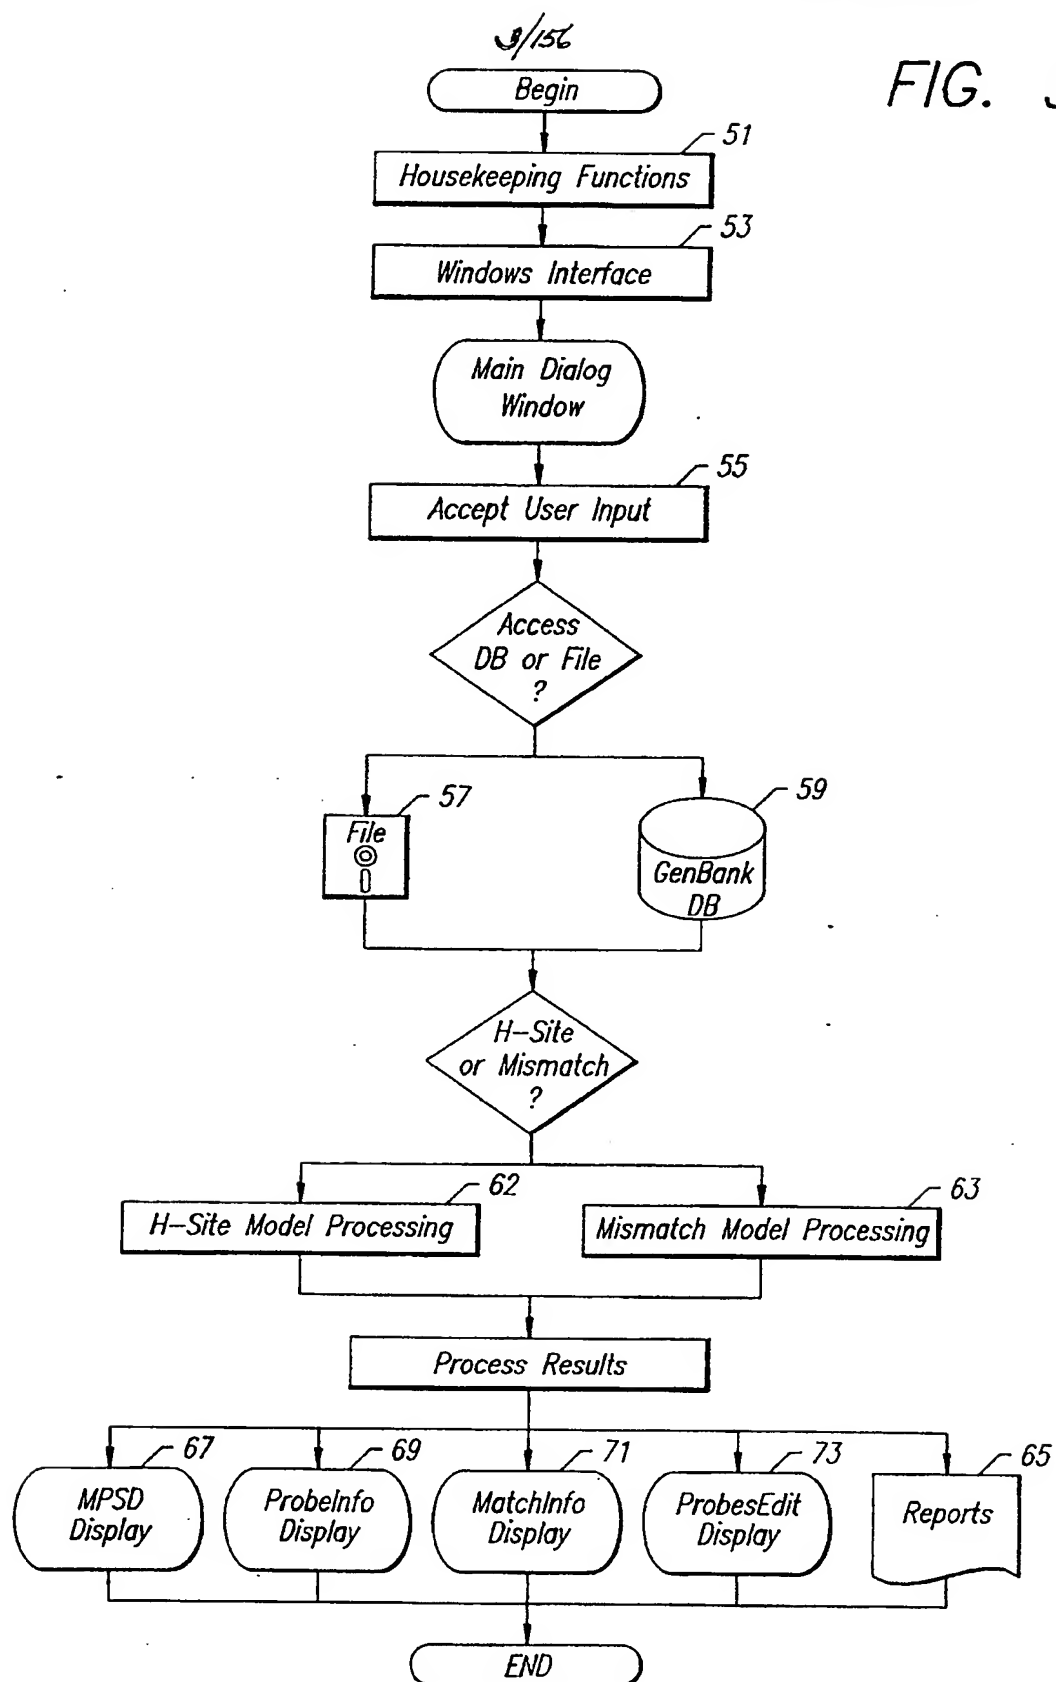 3/156
FIG.
Begin
51
Housekeeping Functions
53
Windows Interface
Main Dialog
Window
55
Accept User Input
Access
DB or File
?
57
File
59
GenBank
DB
H-Site
or Mismatch
?
62
H-Site Model Processing
63
Mismatch Model Processing
Process Results
67
MPSD
Display
69
ProbeInfo
Display
71
MatchInfo
Display
73
ProbesEdit
Display
65
Reports
END